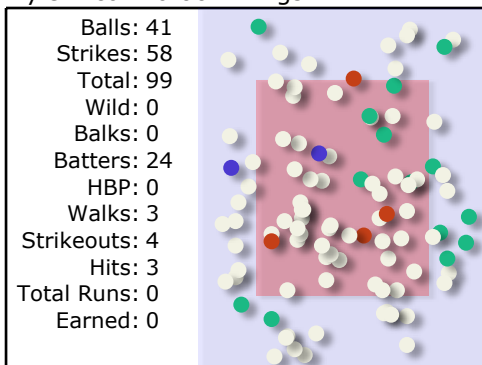 Balls: 41
Strikes: 58
Total: 99
Wild: 0
Balks: 0
Batters: 24
HBP: 0
Walks: 3
Strikeouts: 4
Hits: 3
Total Runs: 0
Earned: 0